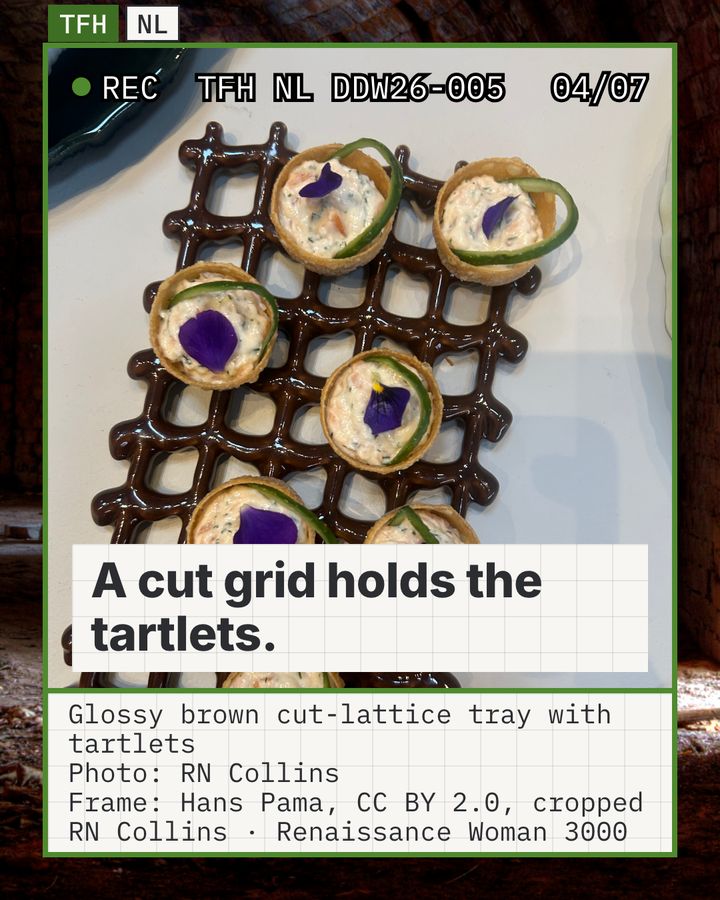 TFH NL
REC TFH NL DDW26-005 04/07
A cut grid holds the
tartlets.
Glossy brown cut-lattice tray with
tartlets
Photo: RN Collins
Frame: Hans Pama, CC BY 2.0, cropped
RN Collins · Renaissance Woman 3000